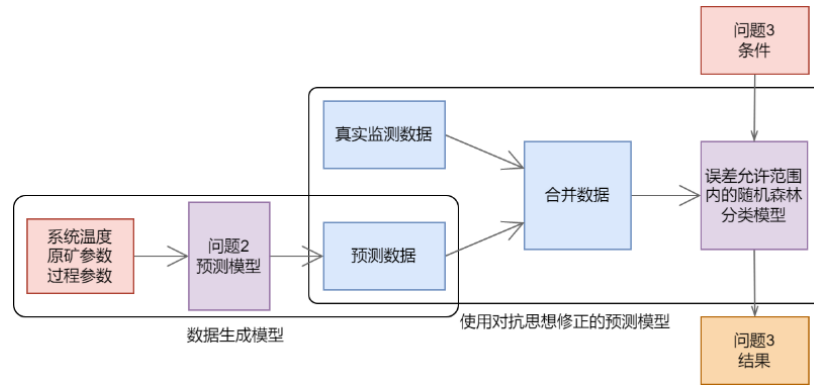 问题3
条件
真实监测数据
合并数据
误差允许范围
内的随机森林
分类模型
系统温度
原矿参数
过程参数
问题2
预测模型
预测数据
数据生成模型
使用对抗思想修正的预测模型
问题3
结果